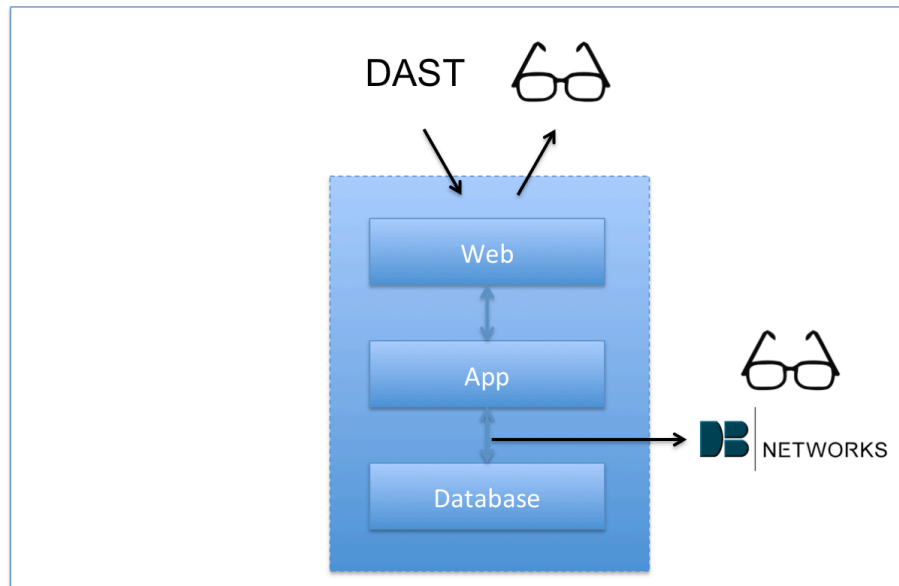 DAST
Web
App
DB
NETWORKS
Database